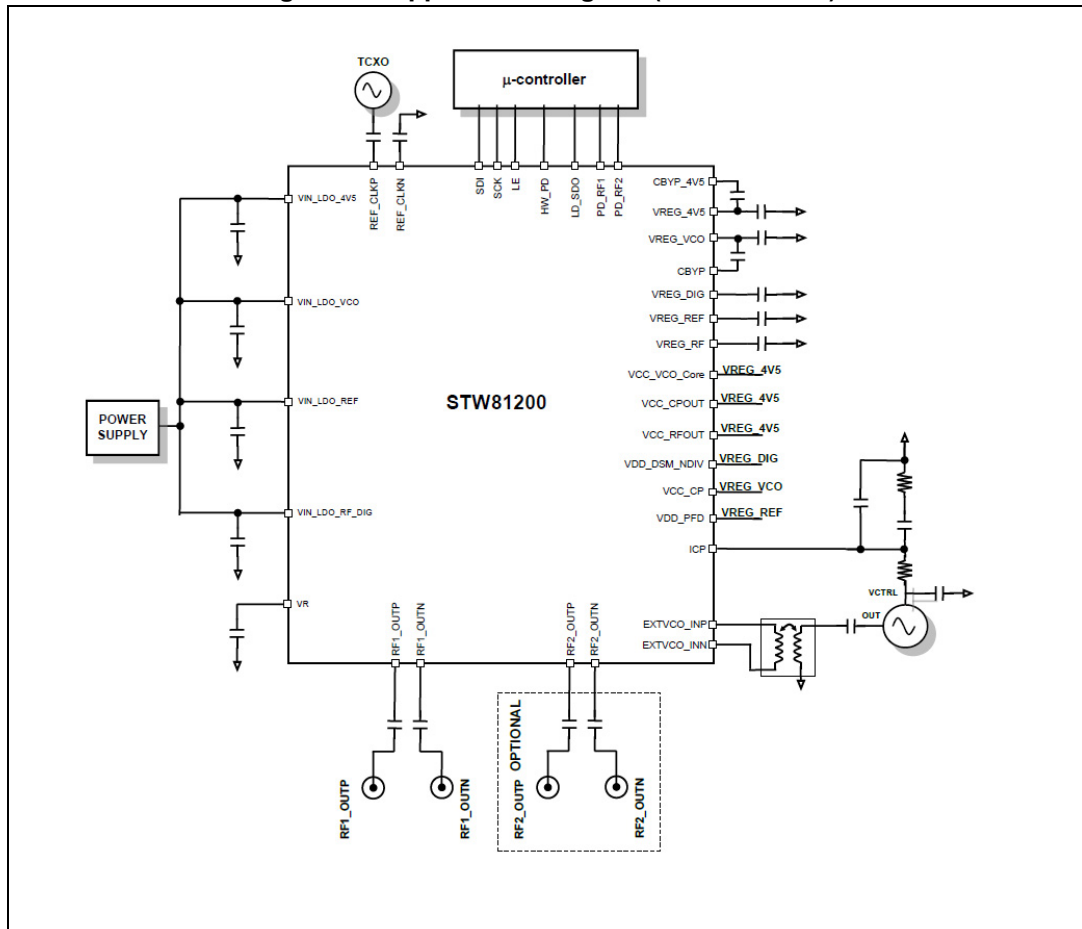 TCXO
μ-controller
REF_CLKP
REF_CLKN
SDI
SCK
LE
HW_PD
LD_SDO
PD_RF1
PD_RF2
VIN_LDO_4V5
VIN_LDO_VCO
VIN_LDO_REF
VIN_LDO_RF_DIG
VR
POWER
SUPPLY
STW81200
CBYP_4V5
VREG_4V5
VREG_VCO
CBYP
VREG_DIG
VREG_REF
VREG_RF
VCC_VCO_Core VREG_4V5
VCC_CPOUT VREG_4V5
VCC_RFOUT VREG_4V5
VDD_DSM_NDIV VREG_DIG
VCC_CP VREG_VCO
VDD_PFD VREG_REF
ICP
VCTRL
OUT
EXTVCO_INP
EXTVCO_INN
RF1_OUTP
RF1_OUTN
RF2_OUTP
RF2_OUTN
OPTIONAL
RF1_OUTP
RF1_OUTN
RF2_OUTP
RF2_OUTN